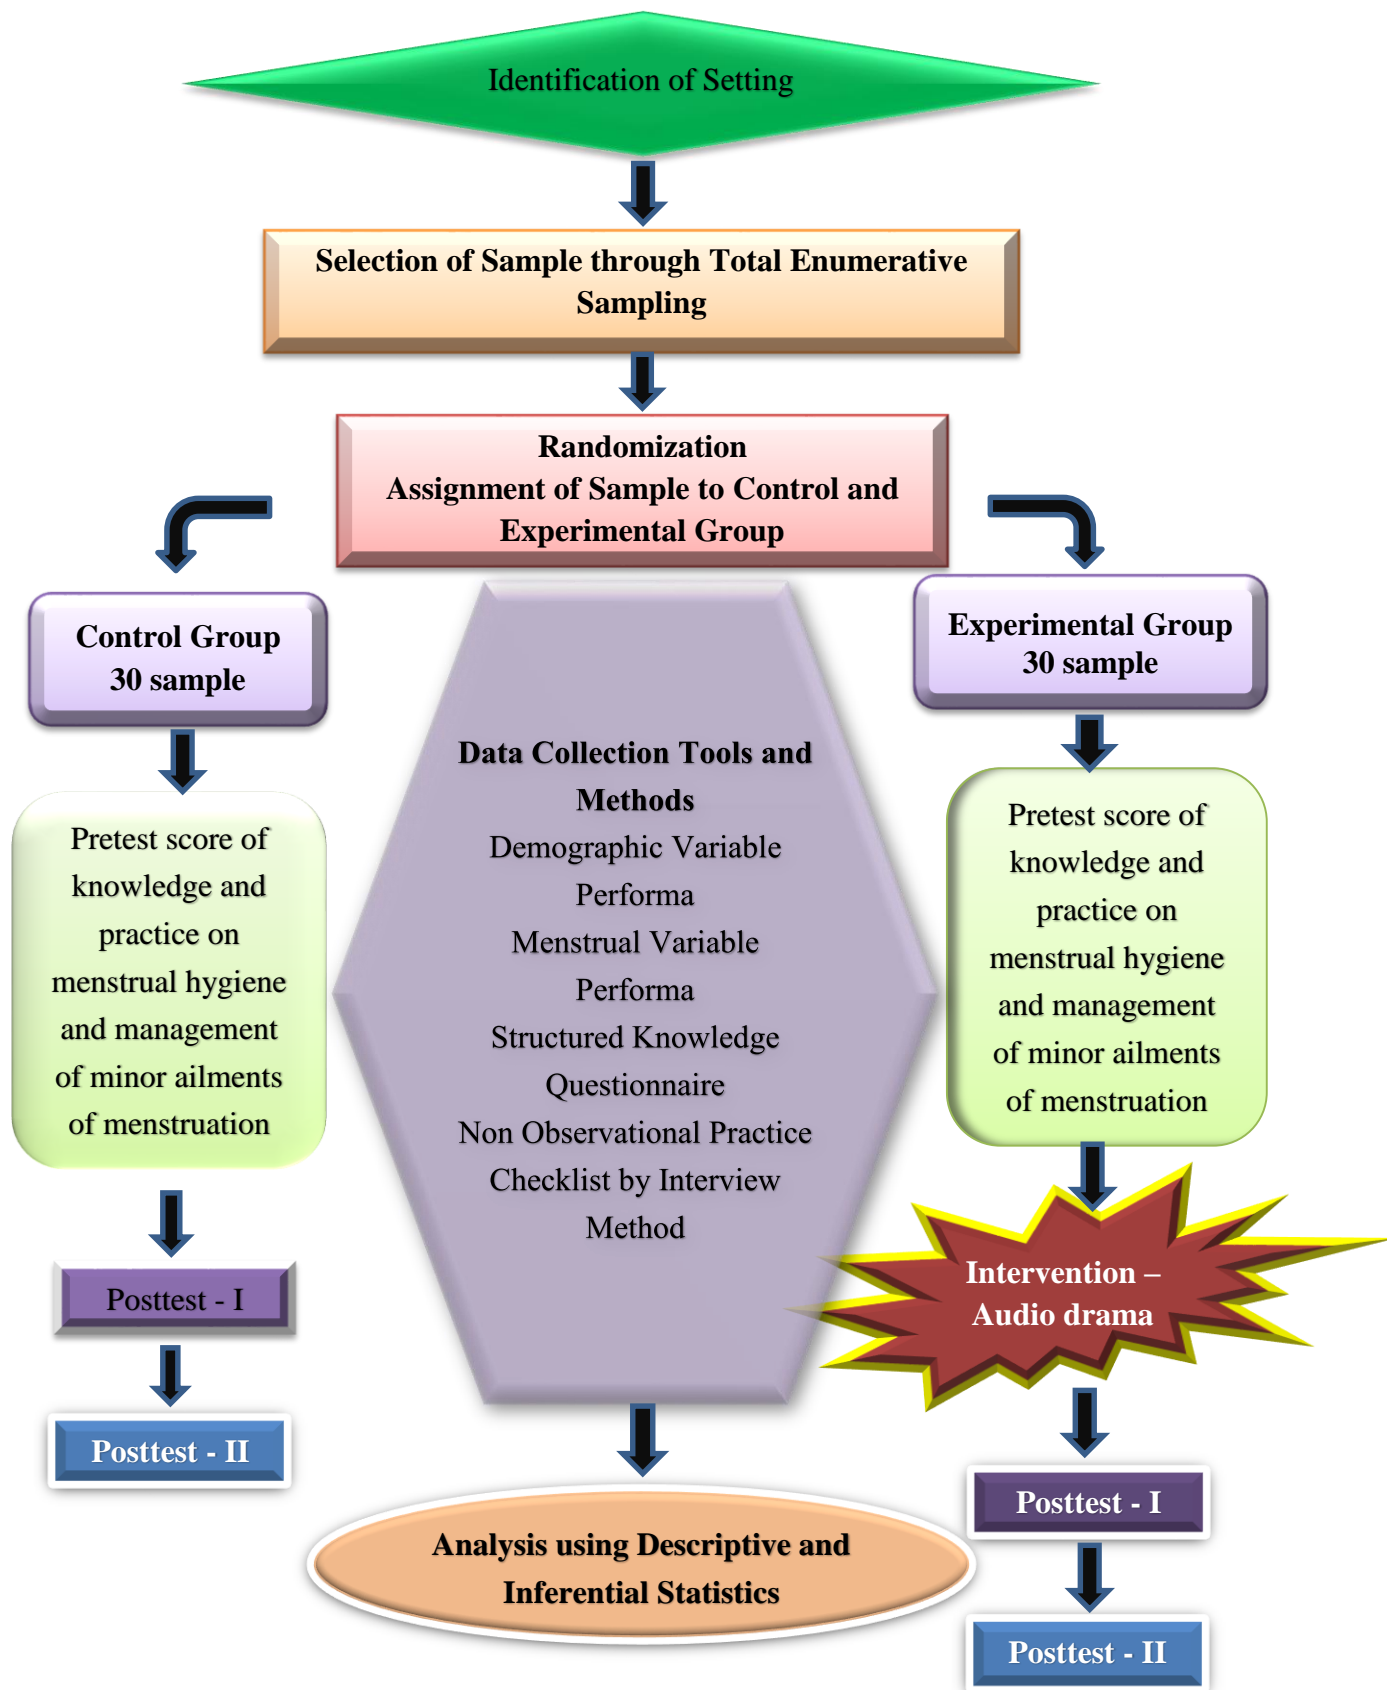 Identification of Setting
Selection of Sample through Total Enumerative
Sampling
Randomization
Assignment of Sample to Control and
Experimental Group
Control Group
30 sample
Experimental Group
30 sample
Pretest score of
knowledge and
practice on
menstrual hygiene
and management
of minor ailments
of menstruation
Data Collection Tools and
Methods
Demographic Variable
Performa
Menstrual Variable
Performa
Structured Knowledge
Questionnaire
Non Observational Practice
Checklist by Interview
Method
Pretest score of
knowledge and
practice on
menstrual hygiene
and management
of minor ailments
of menstruation
Intervention –
Audio drama
Posttest - I
Posttest - II
Posttest - I
Posttest - II
Analysis using Descriptive and
Inferential Statistics